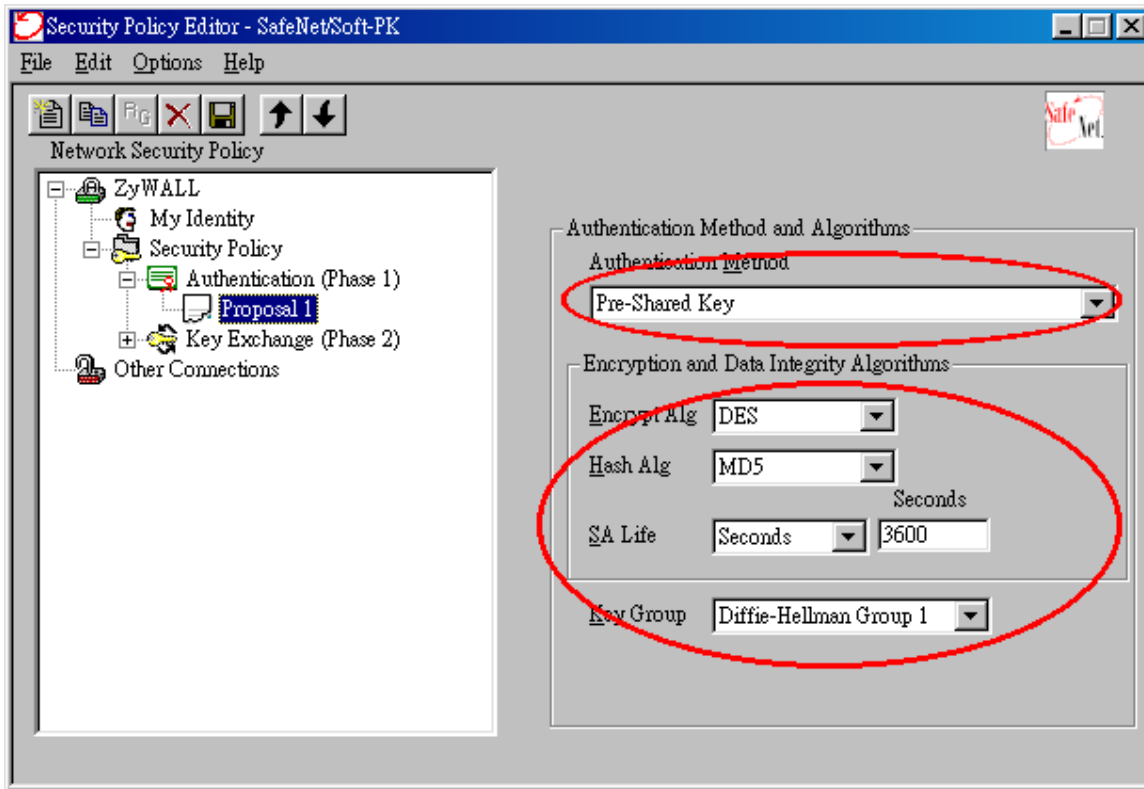 Security Policy Editor - SafeNet/Soft-PK
File Edit Options Help
Network Security Policy
SafeNet.
ZyWALL
My Identity
Security Policy
Authentication (Phase 1)
Proposal 1
Key Exchange (Phase 2)
Other Connections
Authentication Method and Algorithms
Authentication Method
Pre-Shared Key
Encryption and Data Integrity Algorithms
Encrypt Alg DES
Hash Alg MD5
Seconds
SA Life Seconds 3600
Key Group Diffie-Hellman Group 1